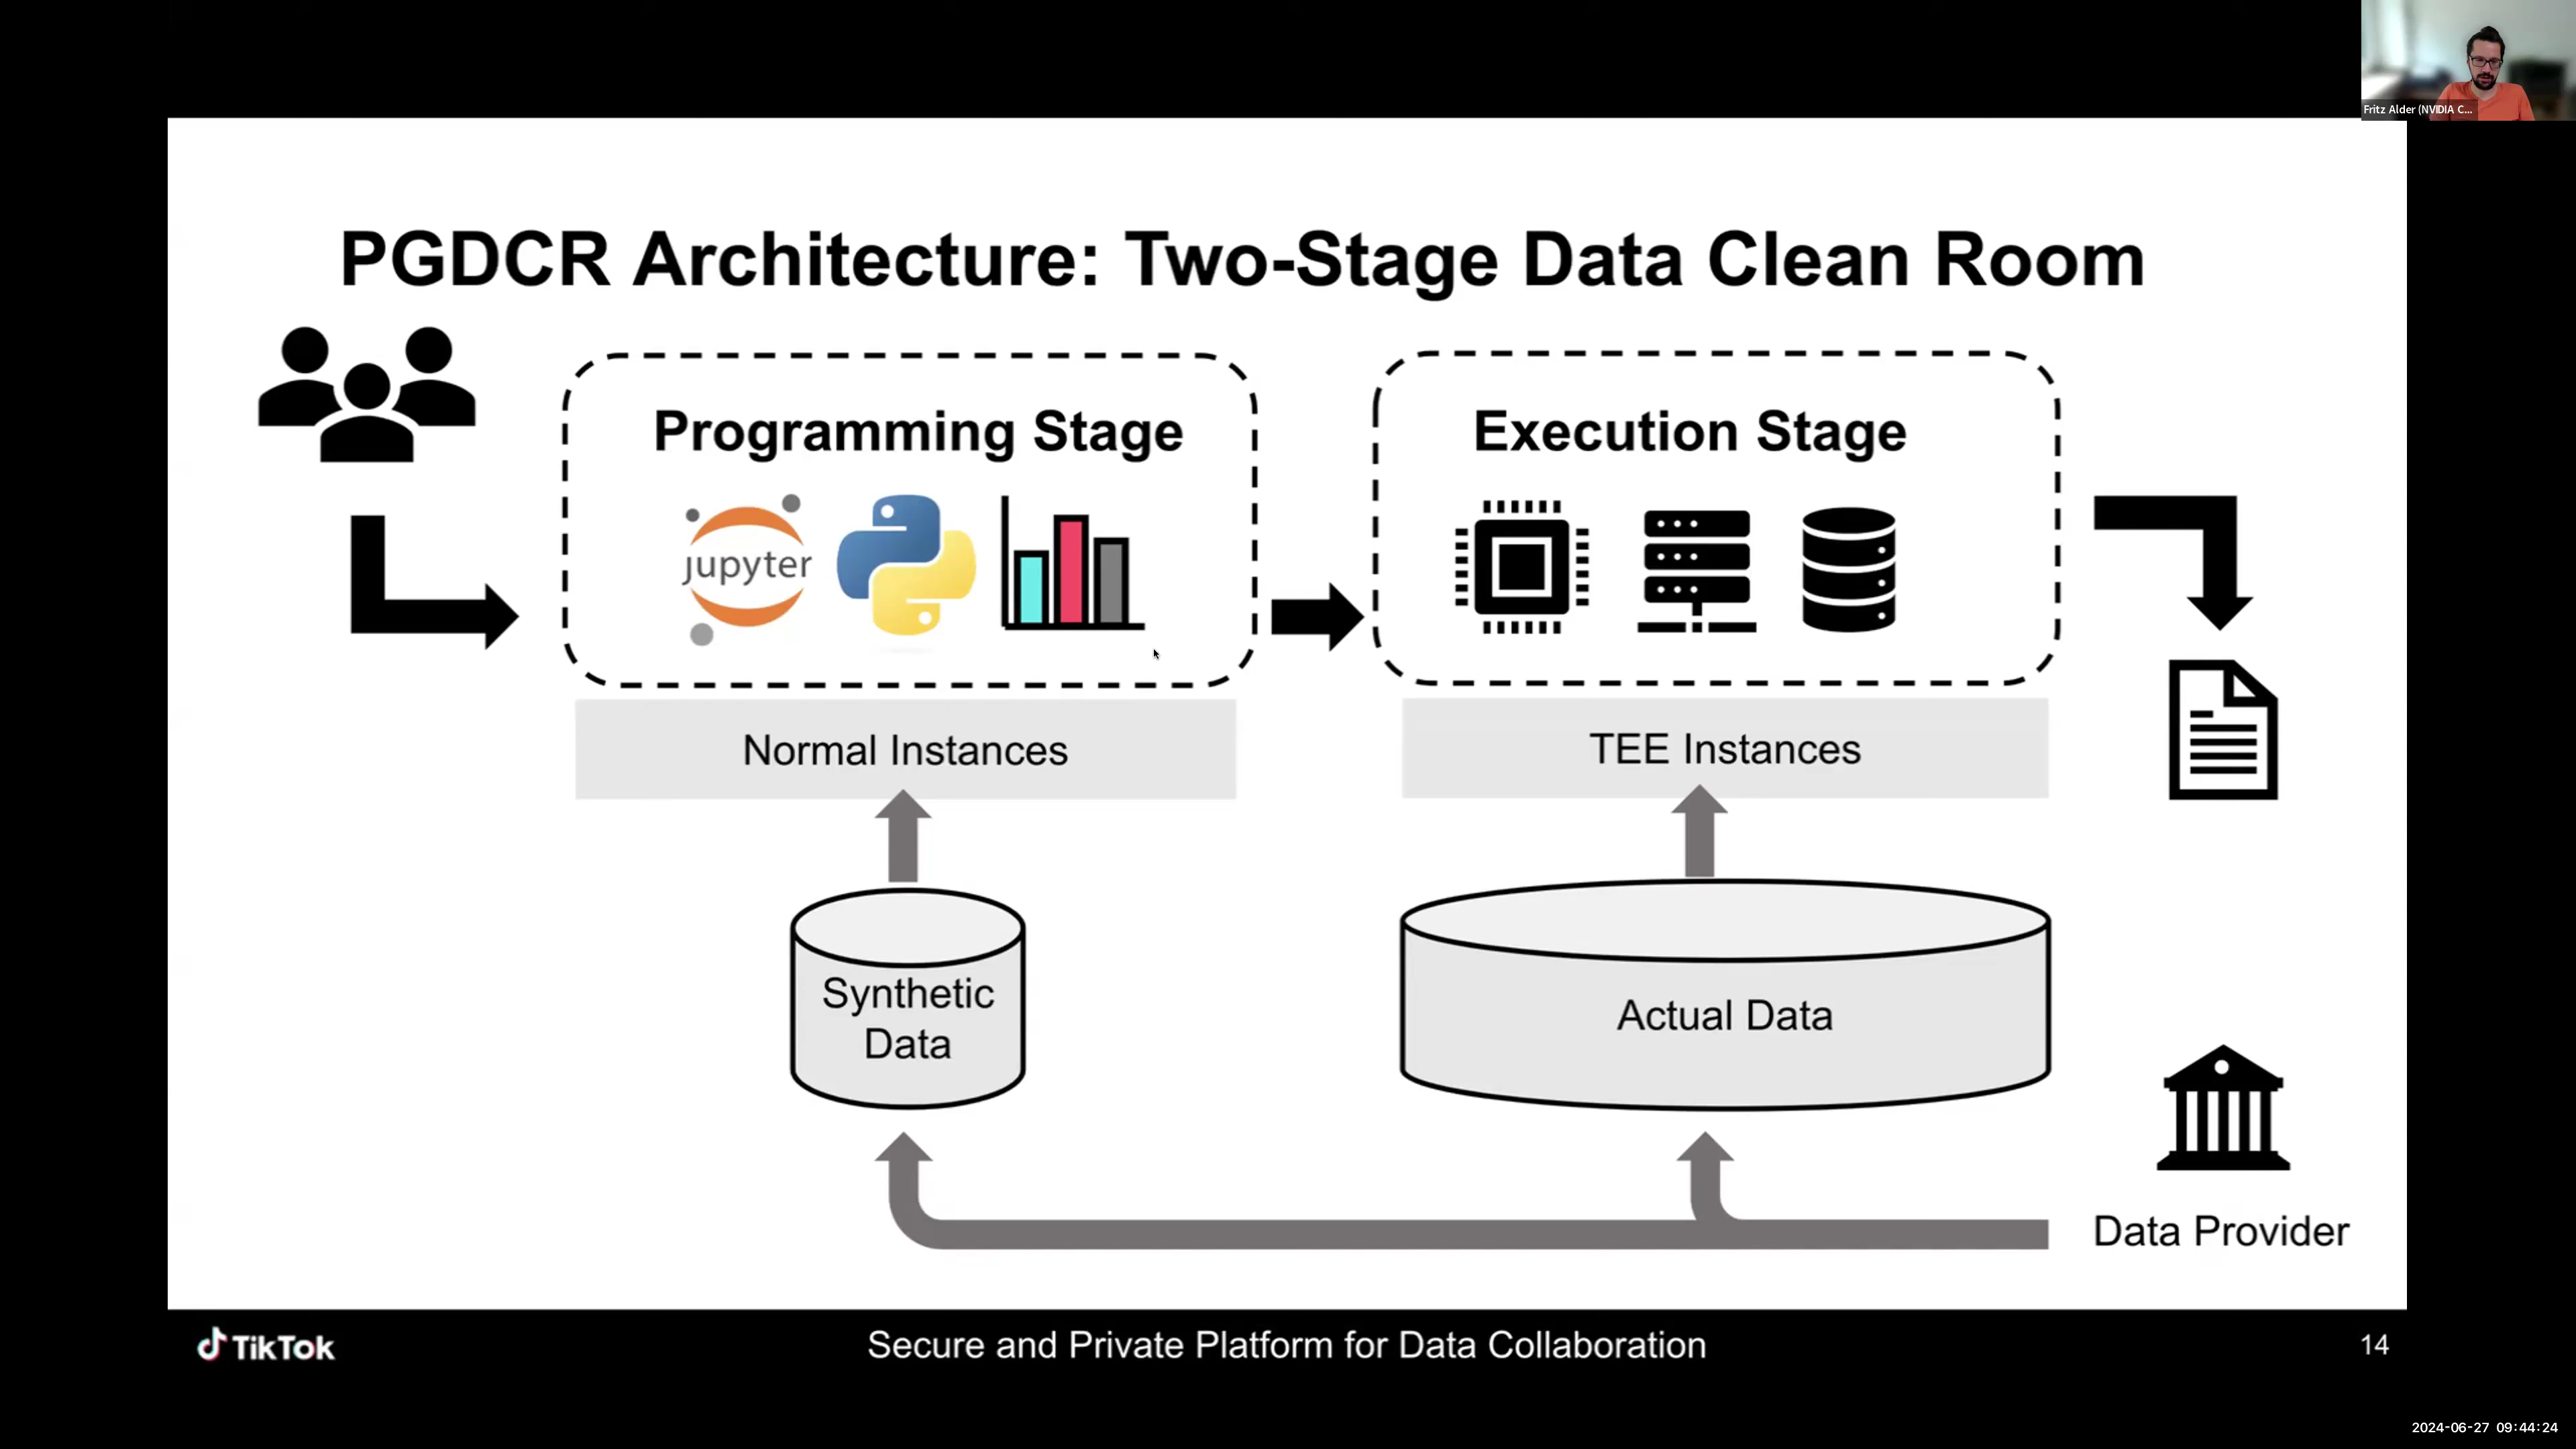 Fritz Alder (NVIDIA C...
PGDCR Architecture: Two-Stage Data Clean Room
Programming Stage
Execution Stage
jupyter
Normal Instances
TEE Instances
Synthetic
Data
Actual Data
Data Provider
TikTok
Secure and Private Platform for Data Collaboration
14
2024-06-27 09:44:24